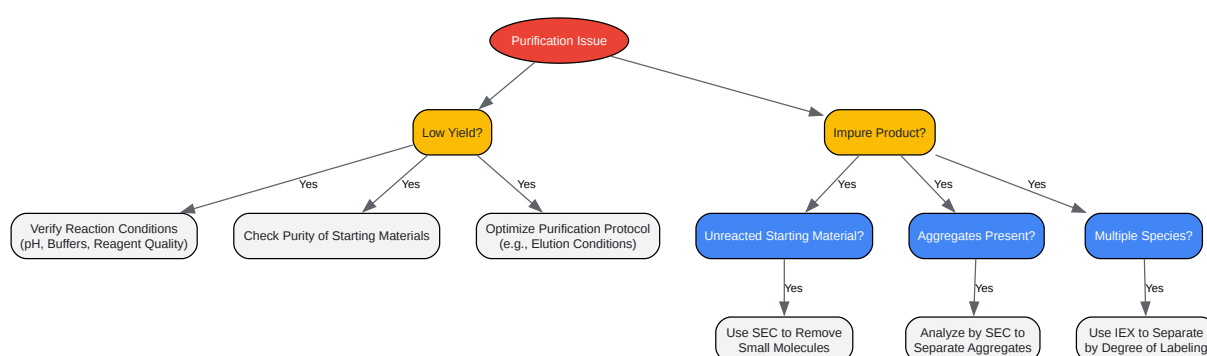 Purification Issue
Low Yield?
Impure Product?
Yes
Yes
Yes
Yes
Yes
Yes
Verify Reaction Conditions
(pH, Buffers, Reagent Quality)
Check Purity of Starting Materials
Optimize Purification Protocol
(e.g., Elution Conditions)
Unreacted Starting Material?
Aggregates Present?
Multiple Species?
Yes
Yes
Yes
Use SEC to Remove
Small Molecules
Analyze by SEC to
Separate Aggregates
Use IEX to Separate
by Degree of Labeling